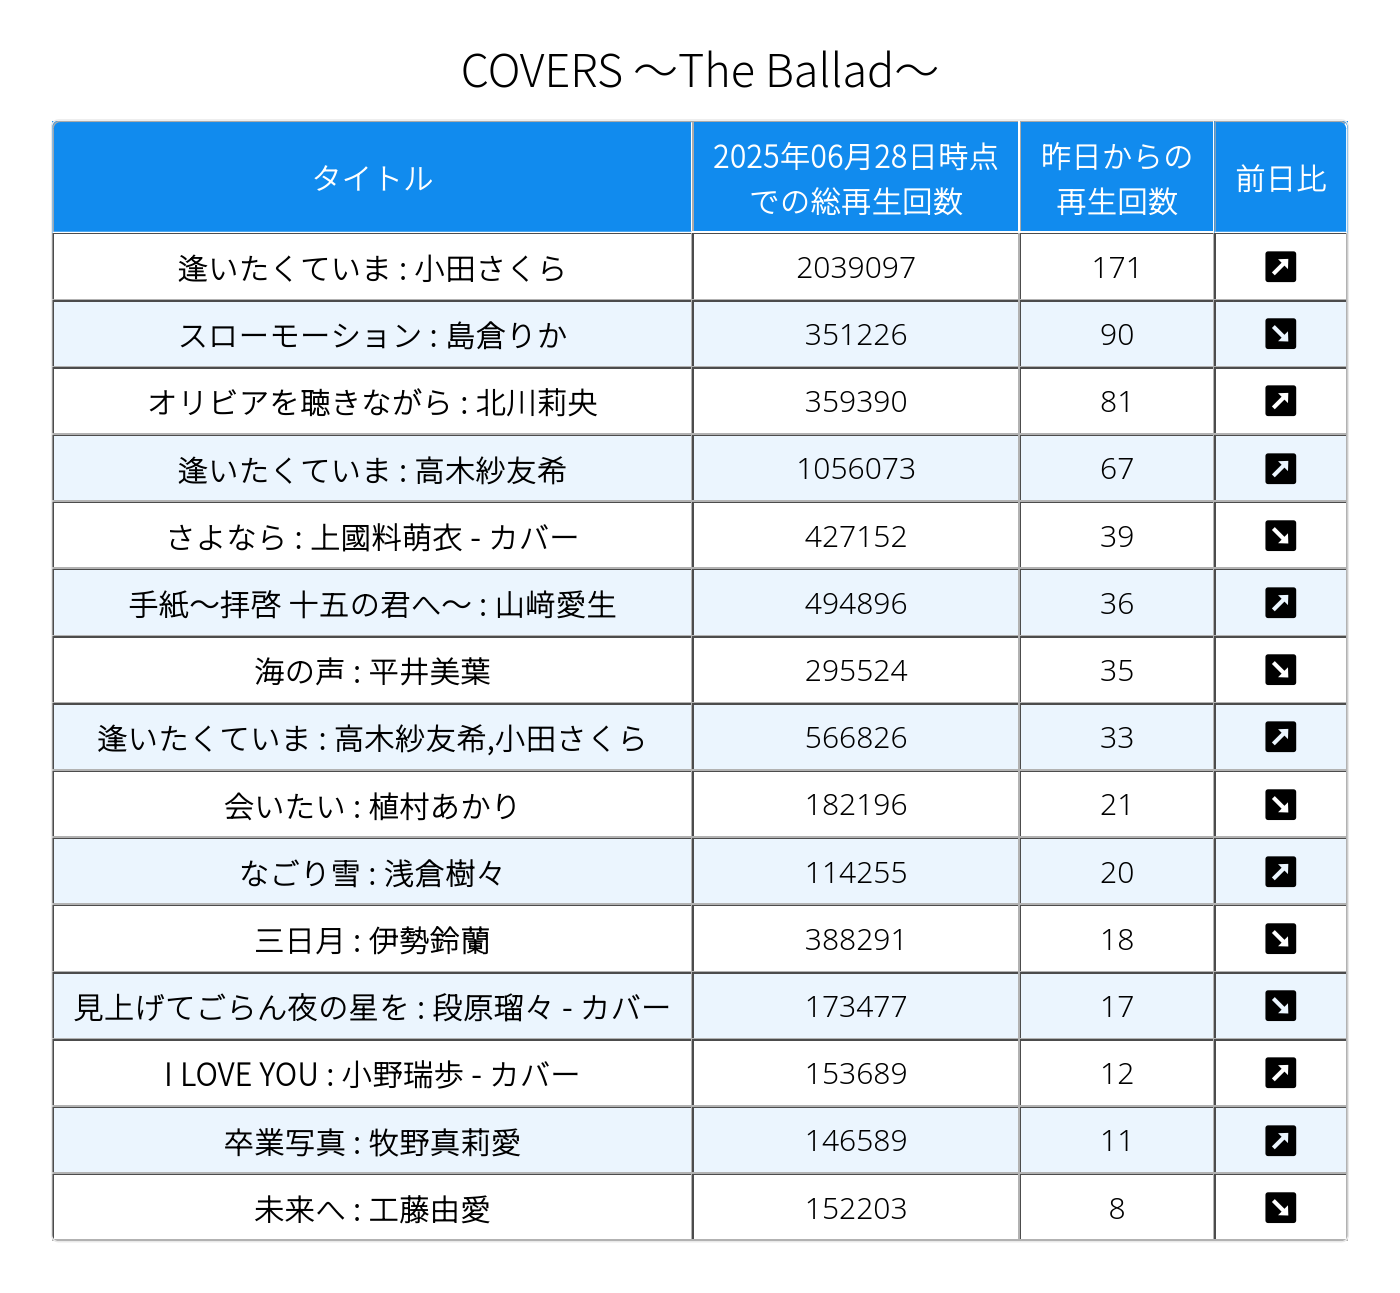 COVERS ～The Ballad～
タイトル 2025年06月28日時点での総再生回数 昨日からの再生回数 前日比
逢いたくていま : 小田さくら 2039097 171 ↗
スローモーション : 島倉りか 351226 90 ↘
オリビアを聴きながら : 北川莉央 359390 81 ↗
逢いたくていま : 高木紗友希 1056073 67 ↗
さよなら : 上國料萌衣 - カバー 427152 39 ↘
手紙～拝啓 十五の君へ～ : 山﨑愛生 494896 36 ↗
海の声 : 平井美葉 295524 35 ↘
逢いたくていま : 高木紗友希,小田さくら 566826 33 ↗
会いたい : 植村あかり 182196 21 ↘
なごり雪 : 浅倉樹々 114255 20 ↗
三日月 : 伊勢鈴蘭 388291 18 ↘
見上げてごらん夜の星を : 段原瑠々 - カバー 173477 17 ↘
I LOVE YOU : 小野瑞歩 - カバー 153689 12 ↗
卒業写真 : 牧野真莉愛 146589 11 ↗
未来へ : 工藤由愛 152203 8 ↘